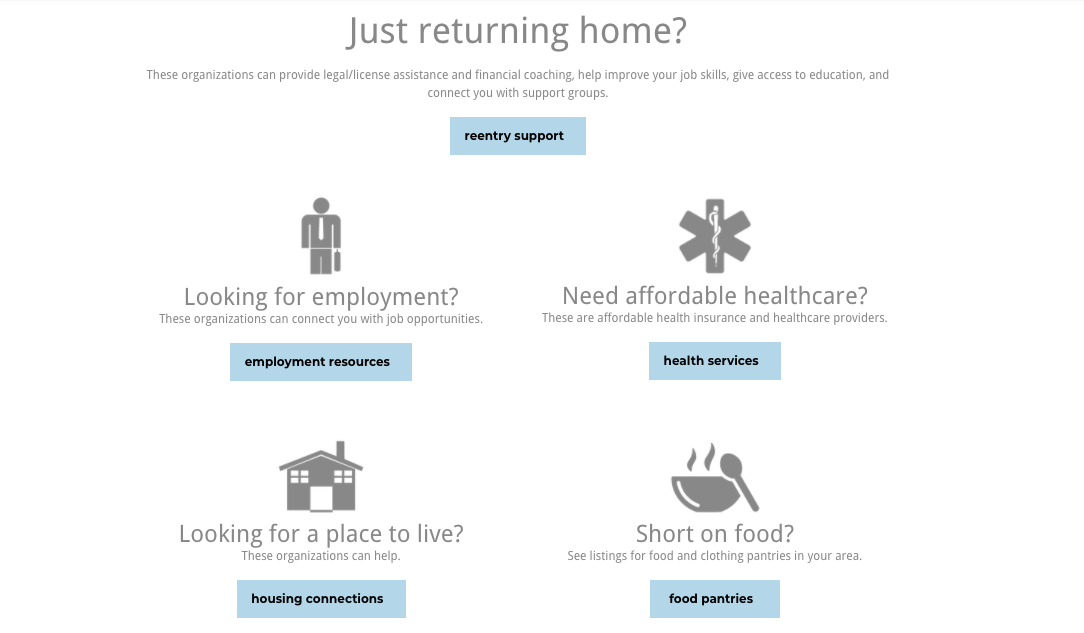 Just returning home?
These organizations can provide legal/license assistance and financial coaching, help improve your job skills, give access to education, and
connect you with support groups.
reentry support
Looking for employment?
These organizations can connect you with job opportunities.
employment resources
Need affordable healthcare?
These are affordable health insurance and healthcare providers.
health services
Looking for a place to live?
These organizations can help.
housing connections
Short on food?
See listings for food and clothing pantries in your area.
food pantries